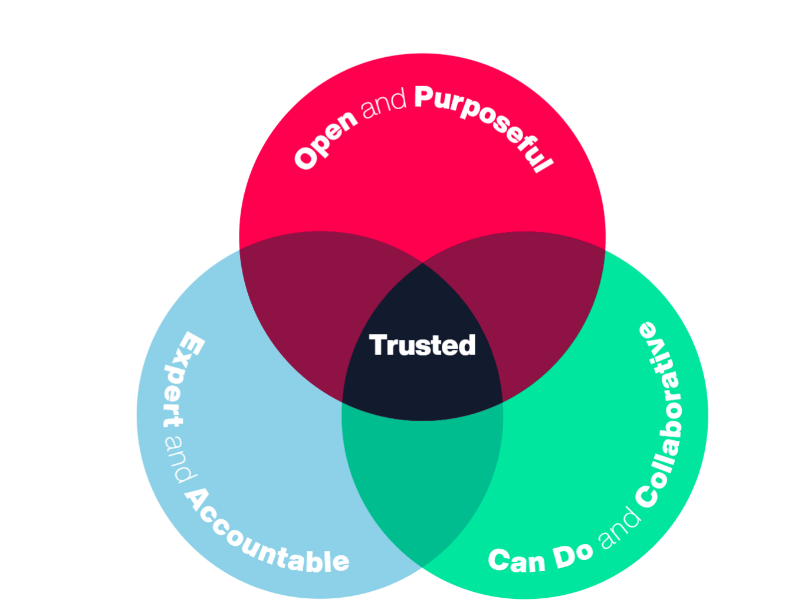 Open and Purposeful
Trusted
Expert and Accountable
Can Do and Collaborative